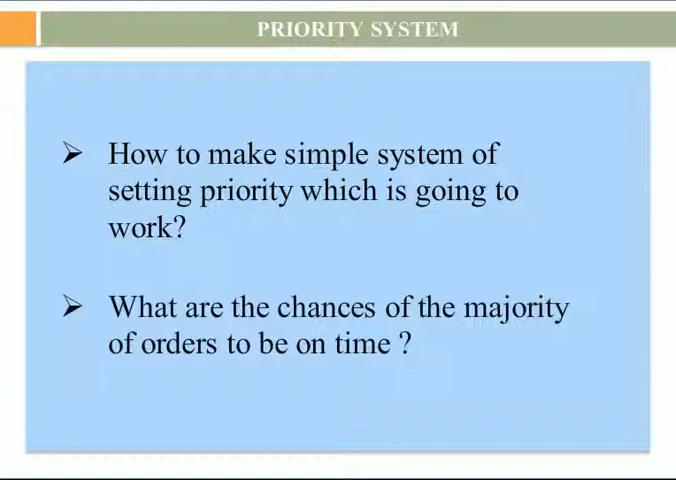 PRIORITY SYSTEM
➢ How to make simple system of
setting priority which is going to
work?
➢ What are the chances of the majority
of orders to be on time ?